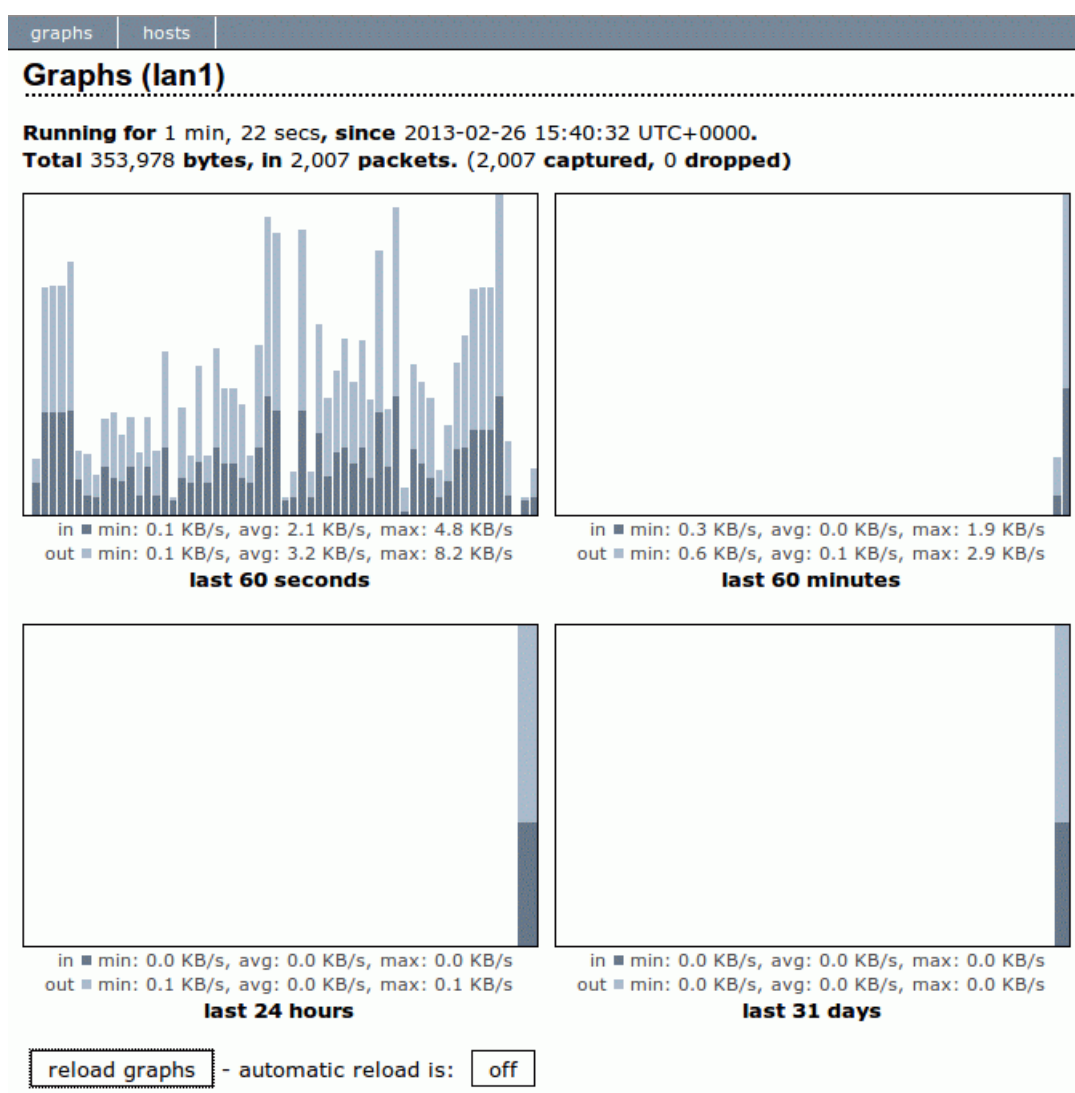 graphs hosts
Graphs (lan1)
Running for 1 min, 22 secs, since 2013-02-26 15:40:32 UTC+0000.
Total 353,978 bytes, in 2,007 packets. (2,007 captured, 0 dropped)
in min: 0.1 KB/s, avg: 2.1 KB/s, max: 4.8 KB/s
out min: 0.1 KB/s, avg: 3.2 KB/s, max: 8.2 KB/s
last 60 seconds
in min: 0.3 KB/s, avg: 0.0 KB/s, max: 1.9 KB/s
out min: 0.6 KB/s, avg: 0.1 KB/s, max: 2.9 KB/s
last 60 minutes
in min: 0.0 KB/s, avg: 0.0 KB/s, max: 0.0 KB/s
out min: 0.1 KB/s, avg: 0.0 KB/s, max: 0.1 KB/s
last 24 hours
in min: 0.0 KB/s, avg: 0.0 KB/s, max: 0.0 KB/s
out min: 0.0 KB/s, avg: 0.0 KB/s, max: 0.0 KB/s
last 31 days
reload graphs - automatic reload is: off